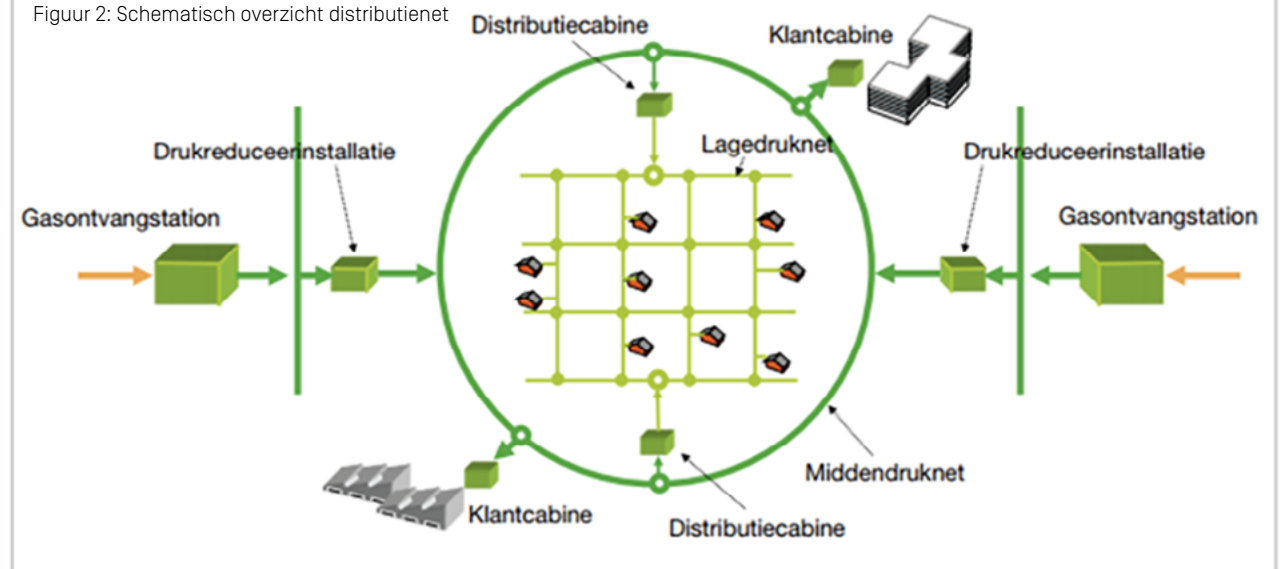 Figuur 2: Schematisch overzicht distributienet
Distributiecabine
Klantcabine
Drukreduceerinstallatie
Lagedruknet
Drukreduceerinstallatie
Gasontvangstation
Gasontvangstation
Middendruknet
Klantcabine
Distributiecabine